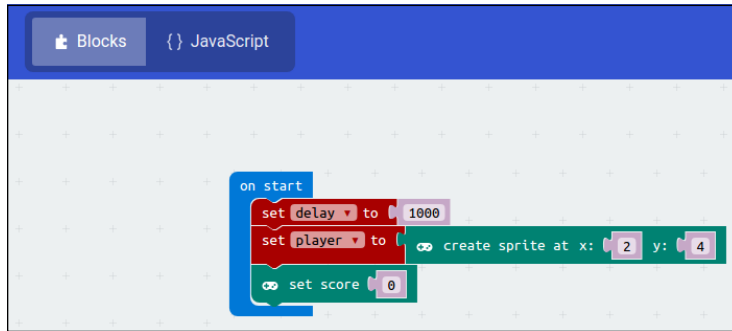 Blocks { } JavaScript
on start
set delay ▼ to 1000
set player ▼ to create sprite at x: 2 y: 4
set score 0